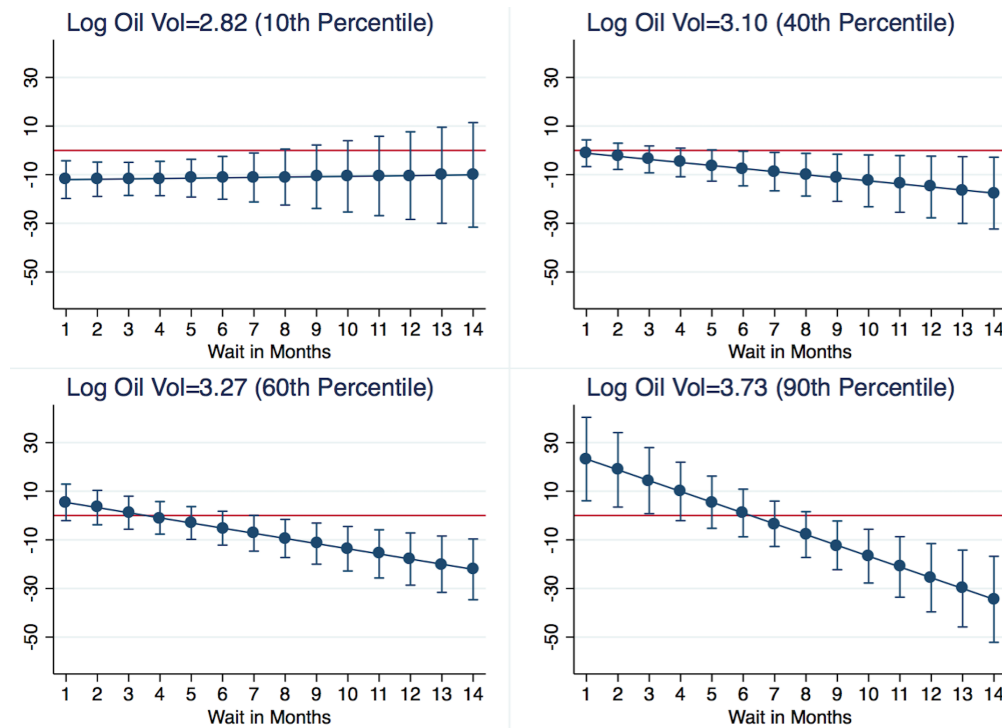 Log Oil Vol=2.82 (10th Percentile)
30
10
-10
-30
-50
1 2 3 4 5 6 7 8 9 10 11 12 13 14
Wait in Months
Log Oil Vol=3.10 (40th Percentile)
30
10
-10
-30
-50
1 2 3 4 5 6 7 8 9 10 11 12 13 14
Wait in Months
Log Oil Vol=3.27 (60th Percentile)
30
10
-10
-30
-50
1 2 3 4 5 6 7 8 9 10 11 12 13 14
Wait in Months
Log Oil Vol=3.73 (90th Percentile)
30
10
-10
-30
-50
1 2 3 4 5 6 7 8 9 10 11 12 13 14
Wait in Months